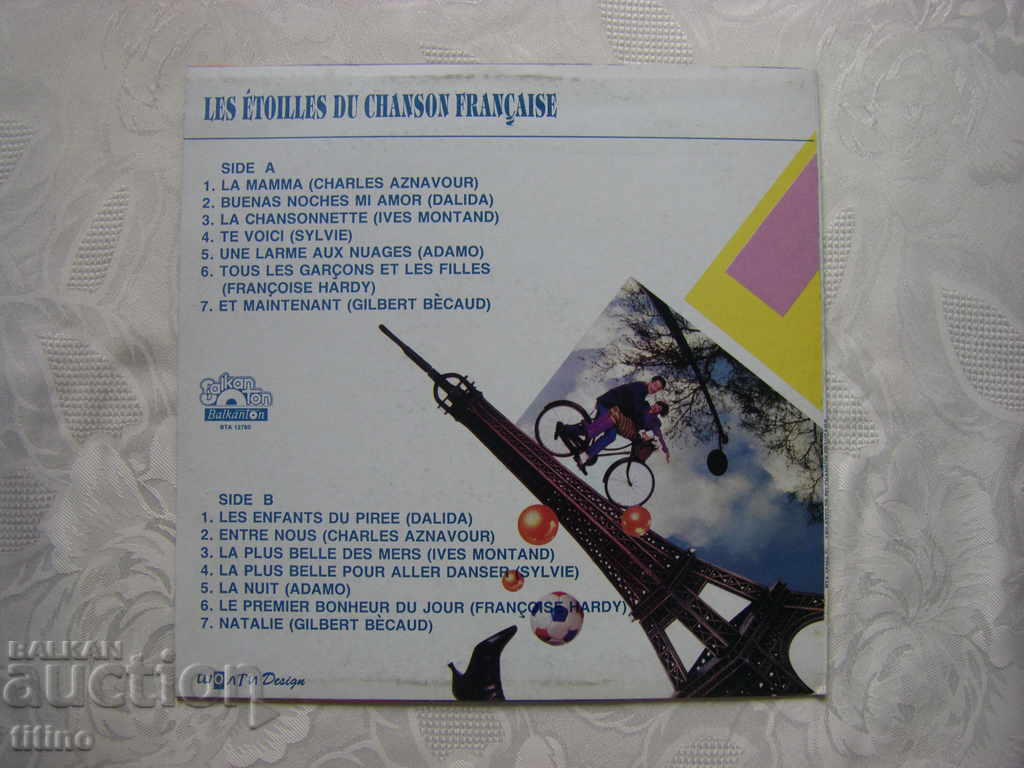 LES ÉTOILLES DU CHANSON FRANÇAISE
SIDE A
1. LA MAMMA (CHARLES AZNAVOUR)
2. BUENAS NOCHES MI AMOR (DALIDA)
3. LA CHANSONNETTE (IVES MONTAND)
4. TE VOICI (SYLVIE)
5. UNE LARME AUX NUAGES (ADAMO)
6. TOUS LES GARÇONS ET LES FILLES
(FRANÇOISE HARDY)
7. ET MAINTENANT (GILBERT BÈCAUD)
Balkan
Ton
Balkanton
BTA 12780
SIDE B
1. LES ENFANTS DU PIREE (DALIDA)
2. ENTRE NOUS (CHARLES AZNAVOUR)
3. LA PLUS BELLE DES MERS (IVES MONTAND)
4. LA PLUS BELLE POUR ALLER DANSER (SYLVIE)
5. LA NUIT (ADAMO)
6. LE PREMIER BONHEUR DU JOUR (FRANÇOISE HARDY)
7. NATALIE (GILBERT BÈCAUD)
Design
BALKAN
auction
titino